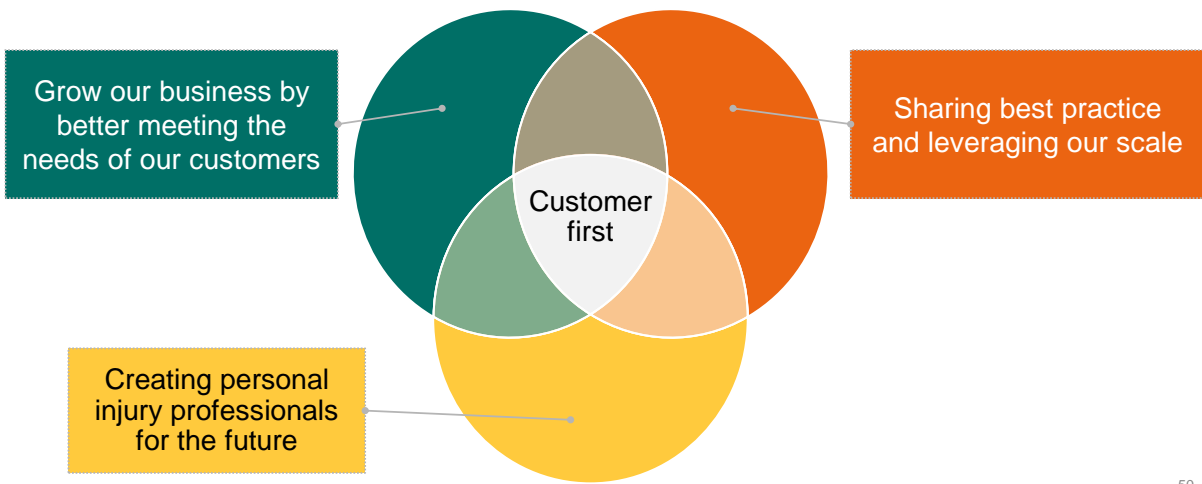 Grow our business by
better meeting the
needs of our customers
Sharing best practice
and leveraging our scale
Customer
first
Creating personal
injury professionals
for the future